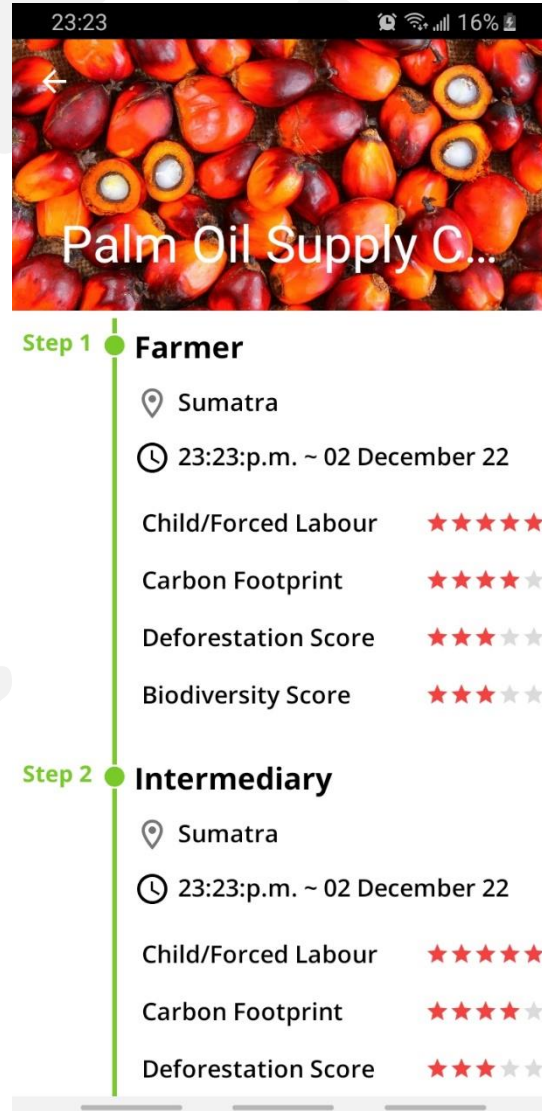 23:23 16%
Palm Oil Supply C...
Step 1 Farmer
Sumatra
23:23:p.m. ~ 02 December 22
Child/Forced Labour
Carbon Footprint
Deforestation Score
Biodiversity Score
Step 2 Intermediary
Sumatra
23:23:p.m. ~ 02 December 22
Child/Forced Labour
Carbon Footprint
Deforestation Score